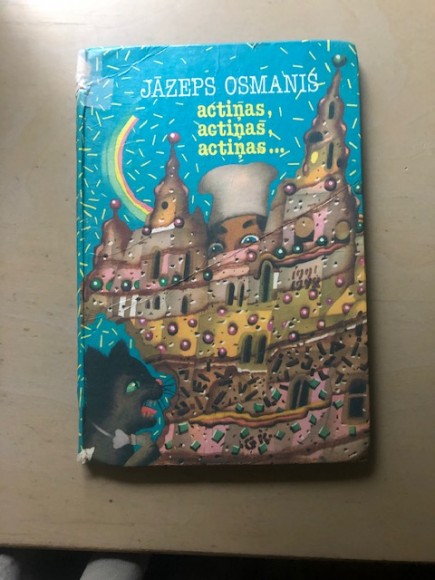 JĀZEPS OSMANIS
actiņas,
actiņas,
actiņas...